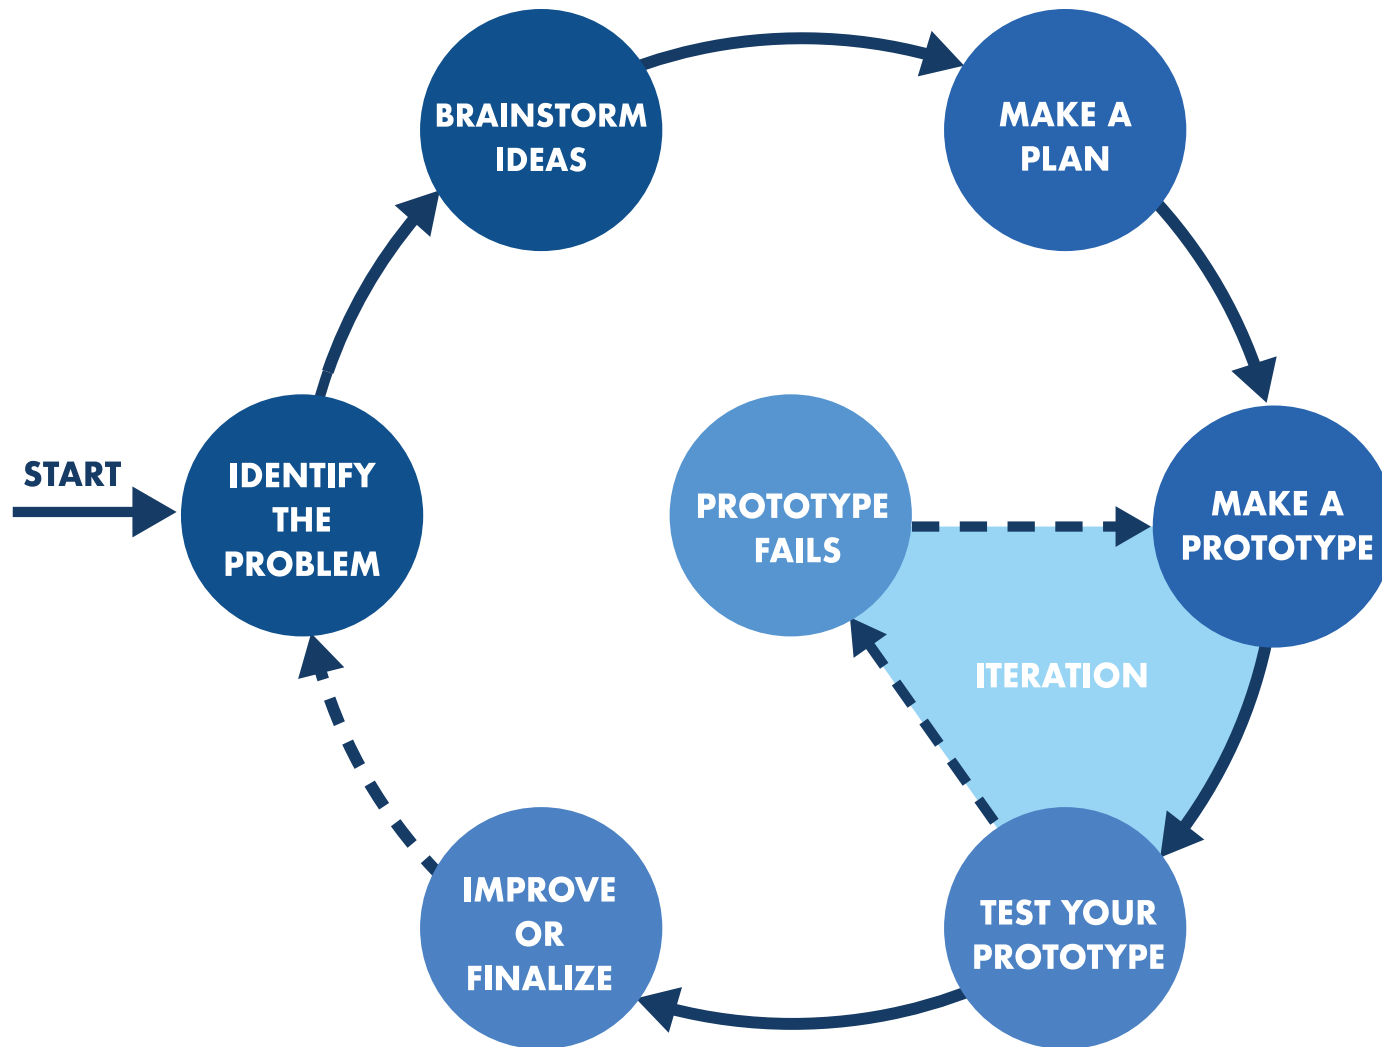 START
IDENTIFY
THE
PROBLEM
BRAINSTORM
IDEAS
MAKE A
PLAN
MAKE A
PROTOTYPE
TEST YOUR
PROTOTYPE
PROTOTYPE
FAILS
ITERATION
IMPROVE
OR
FINALIZE